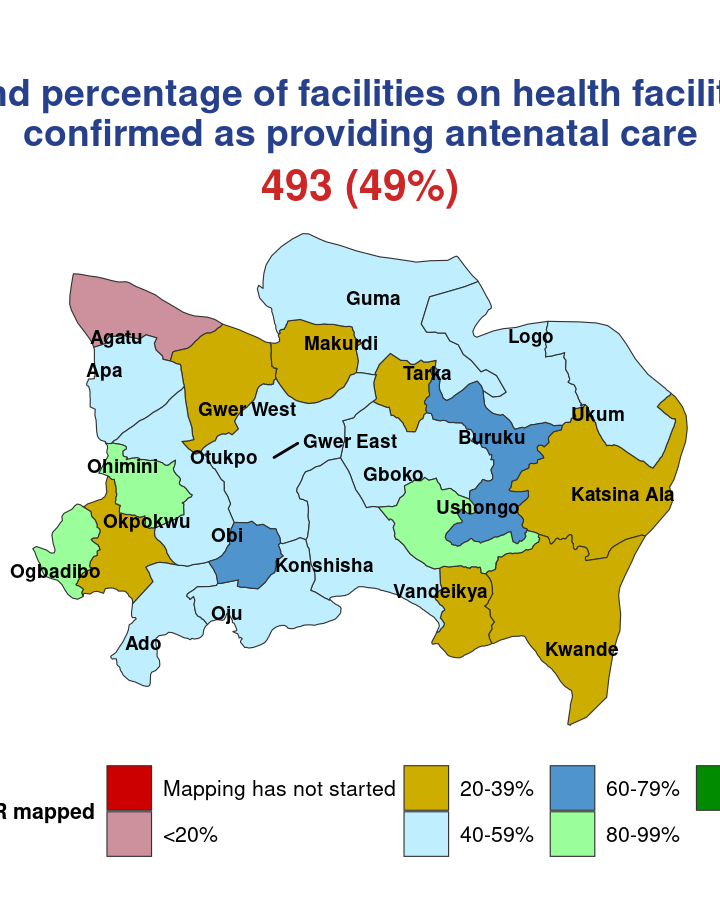 nd percentage of facilities on health facilit
confirmed as providing antenatal care
493 (49%)
Guma
Agatu
Makurdi
Logo
Apa
Tarka
Gwer West
Ukum
Buruku
Gwer East
Otukpo
Ohimini
Gboko
Katsina Ala
Ushongo
Okpokwu
Obi
Konshisha
Ogbadibo
Vandeikya
Oju
Ado
Kwande
R mapped
Mapping has not started
20-39%
60-79%
<20%
40-59%
80-99%